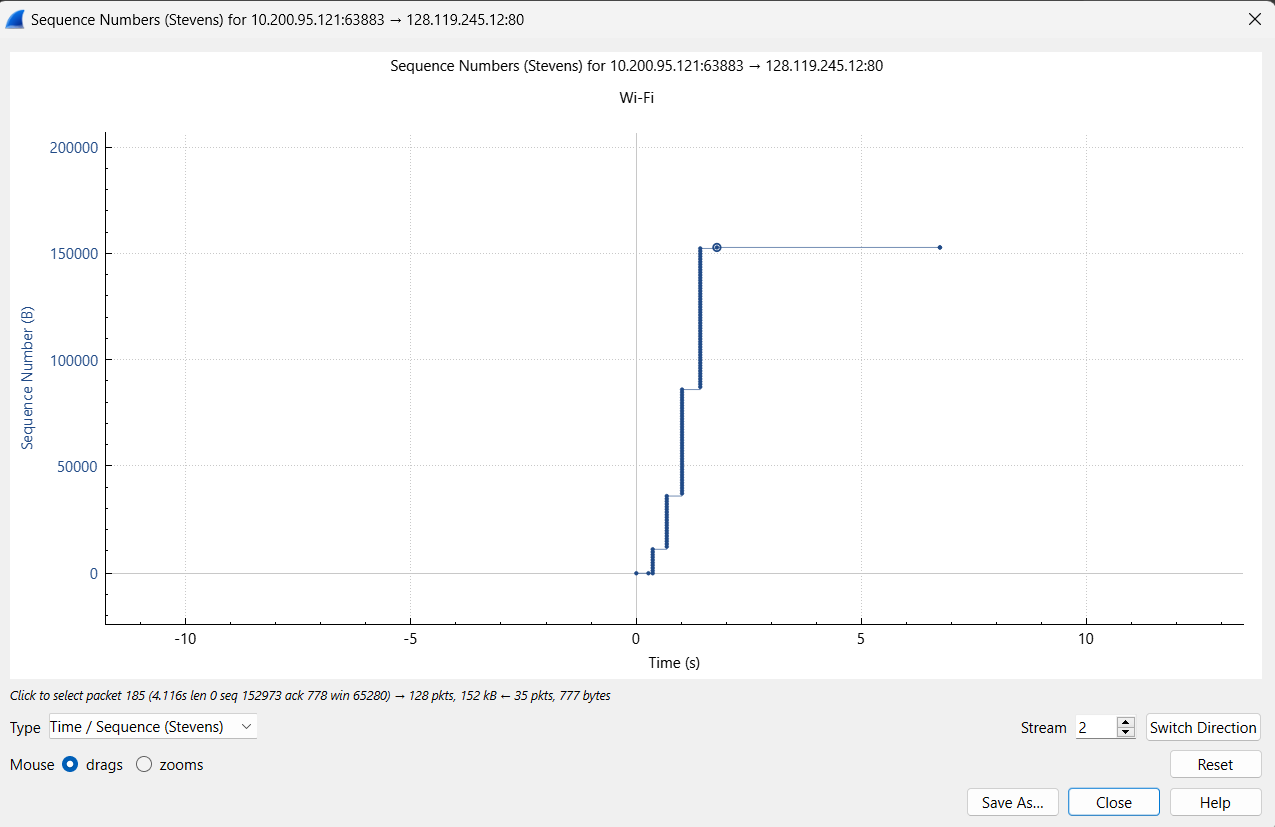 Sequence Numbers (Stevens) for 10.200.95.121:63883 → 128.119.245.12:80
Sequence Numbers (Stevens) for 10.200.95.121:63883 → 128.119.245.12:80
Wi-Fi
200000
150000
100000
50000
0
Sequence Number (B)
-10 -5 0 5 10
Time (s)
Click to select packet 185 (4.116s len 0 seq 152973 ack 778 win 65280) → 128 pkts, 152 kB ← 35 pkts, 777 bytes
Type Time / Sequence (Stevens) Stream 2 Switch Direction
Mouse drags zooms Reset
Save As... Close Help